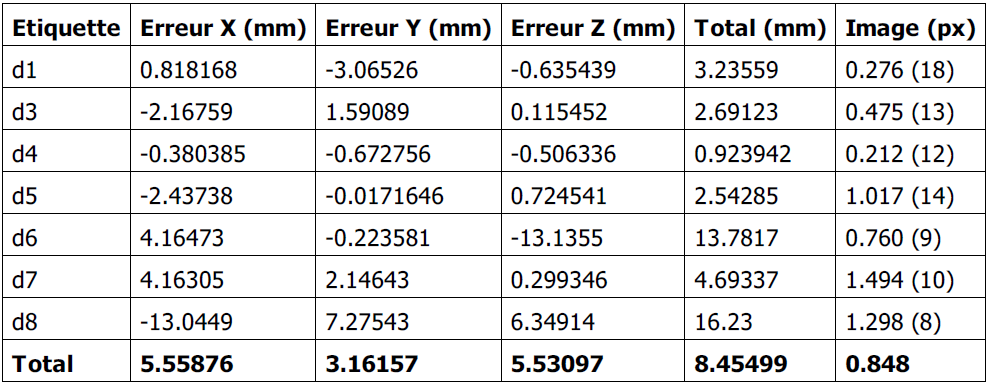 Etiquette Erreur X (mm) Erreur Y (mm) Erreur Z (mm) Total (mm) Image (px)
d1 0.818168 -3.06526 -0.635439 3.23559 0.276 (18)
d3 -2.16759 1.59089 0.115452 2.69123 0.475 (13)
d4 -0.380385 -0.672756 -0.506336 0.923942 0.212 (12)
d5 -2.43738 -0.0171646 0.724541 2.54285 1.017 (14)
d6 4.16473 -0.223581 -13.1355 13.7817 0.760 (9)
d7 4.16305 2.14643 0.299346 4.69337 1.494 (10)
d8 -13.0449 7.27543 6.34914 16.23 1.298 (8)
Total 5.55876 3.16157 5.53097 8.45499 0.848